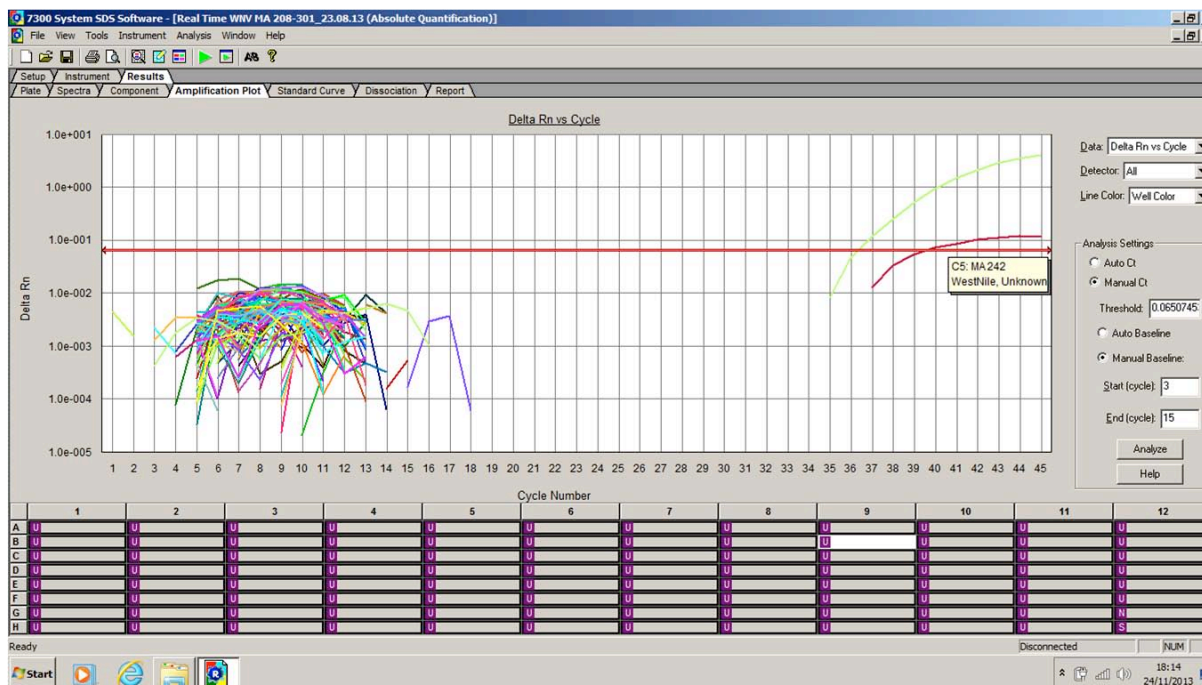 7300 System SDS Software - [Real Time WNV MA 208-301_23.08.13 (Absolute Quantification)]
File View Tools Instrument Analysis Window Help
Setup Instrument Results
Plate Spectra Component Amplification Plot Standard Curve Dissociation Report
Delta Rn vs Cycle
Data: Delta Rn vs Cycle
Detector: All
Line Color: Well Color
1.0e+001
1.0e+000
1.0e-001
1.0e-002
1.0e-003
1.0e-004
1.0e-005
Delta Rn
C5: MA242
WestNile, Unknown
Analysis Settings
Auto Ct
Manual Ct
Threshold: 0.0650745
Auto Baseline
Manual Baseline:
Start (cycle): 3
End (cycle): 15
Analyze
Help
1 2 3 4 5 6 7 8 9 10 11 12 13 14 15 16 17 18 19 20 21 22 23 24 25 26 27 28 29 30 31 32 33 34 35 36 37 38 39 40 41 42 43 44 45
Cycle Number
1 2 3 4 5 6 7 8 9 10 11 12
A U U U U U U U U U U U U
B U U U U U U U U U U U U
C U U U U U U U U U U U U
D U U U U U U U U U U U U
E U U U U U U U U U U U U
F U U U U U U U U U U U U
G U U U U U U U U U U U N
H U U U U U U U U U U U S
Ready
Disconnected NUM
Start
18:14
24/11/2013